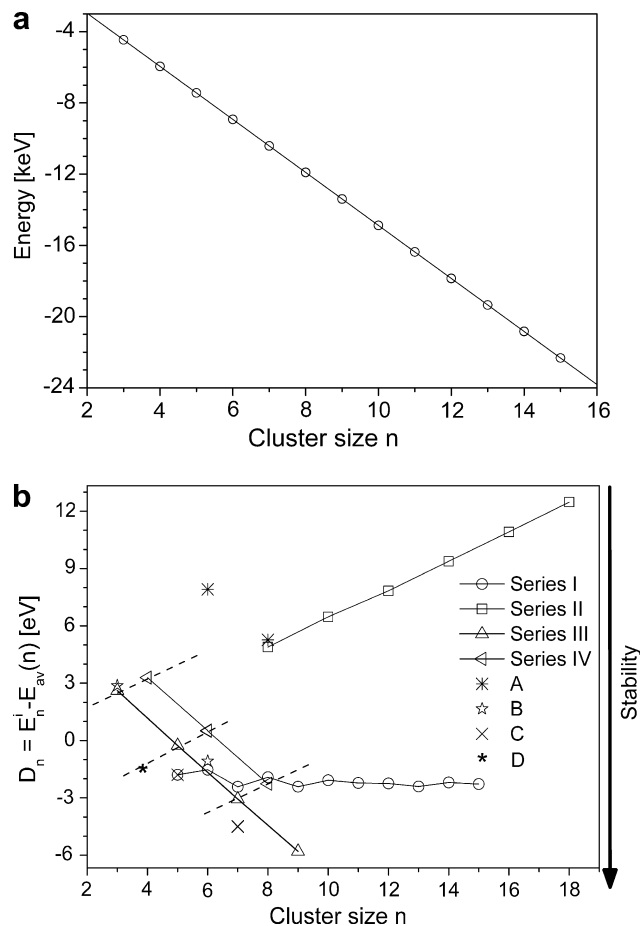 a
-4
-8
-12
-16
-20
-24
Energy [keV]
2 4 6 8 10 12 14 16
Cluster size n
b
12
9
6
3
0
-3
-6
D_n = E^i_n-E_av(n) [eV]
Series I
Series II
Series III
Series IV
A
B
C
D
Stability
2 4 6 8 10 12 14 16 18
Cluster size n